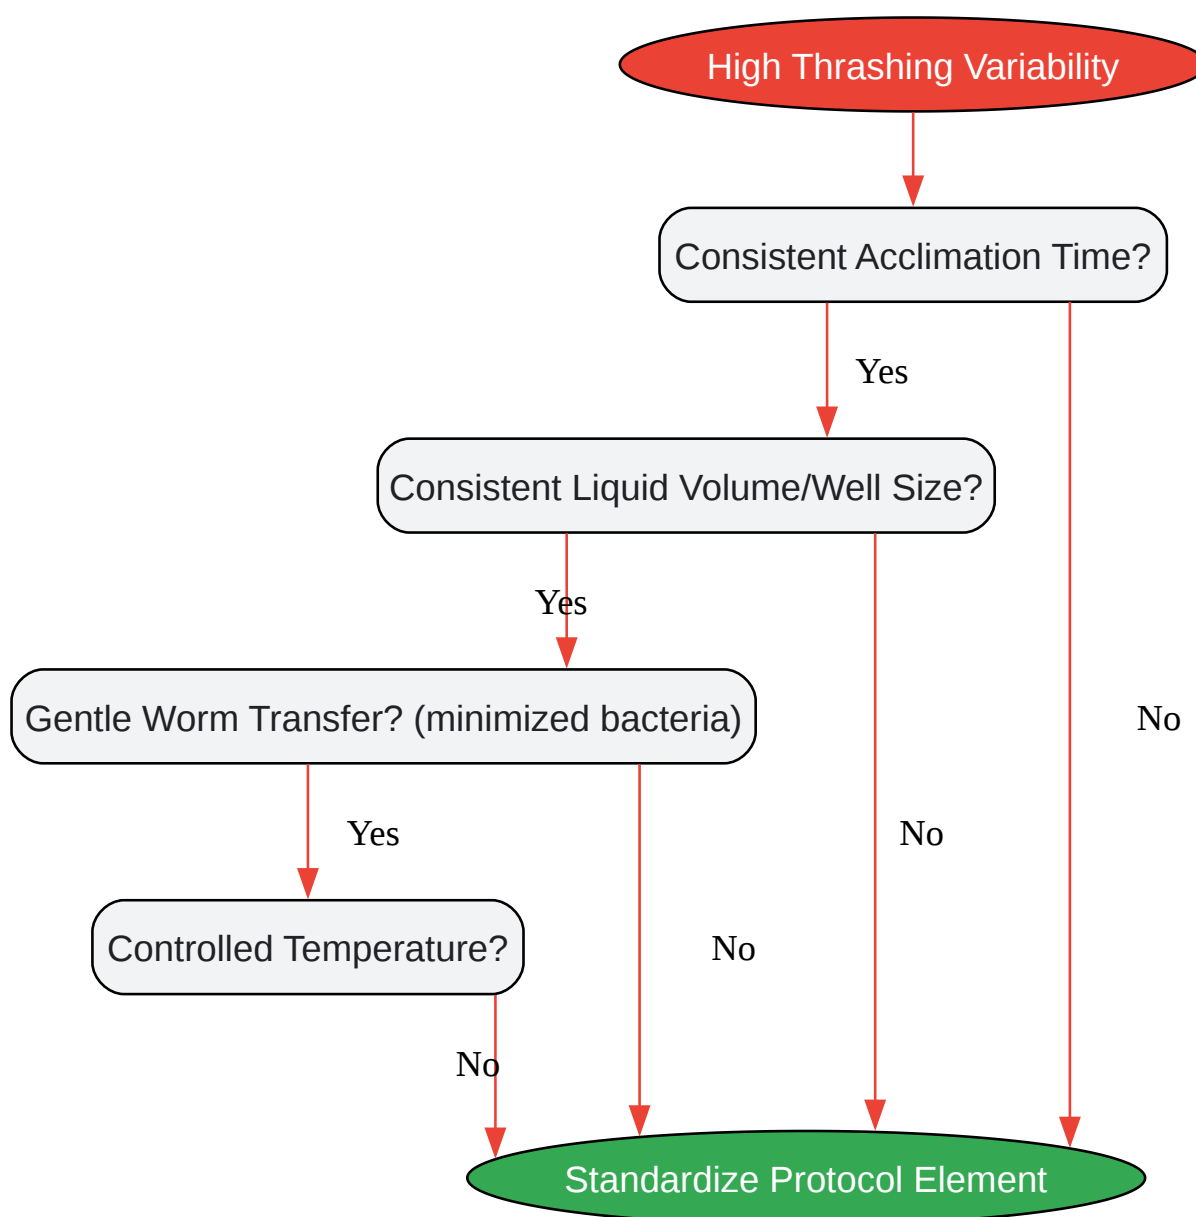 High Thrashing Variability
Consistent Acclimation Time?
Yes
Consistent Liquid Volume/Well Size?
Yes
Gentle Worm Transfer? (minimized bacteria)
No
Yes
No
Controlled Temperature?
No
No
Standardize Protocol Element